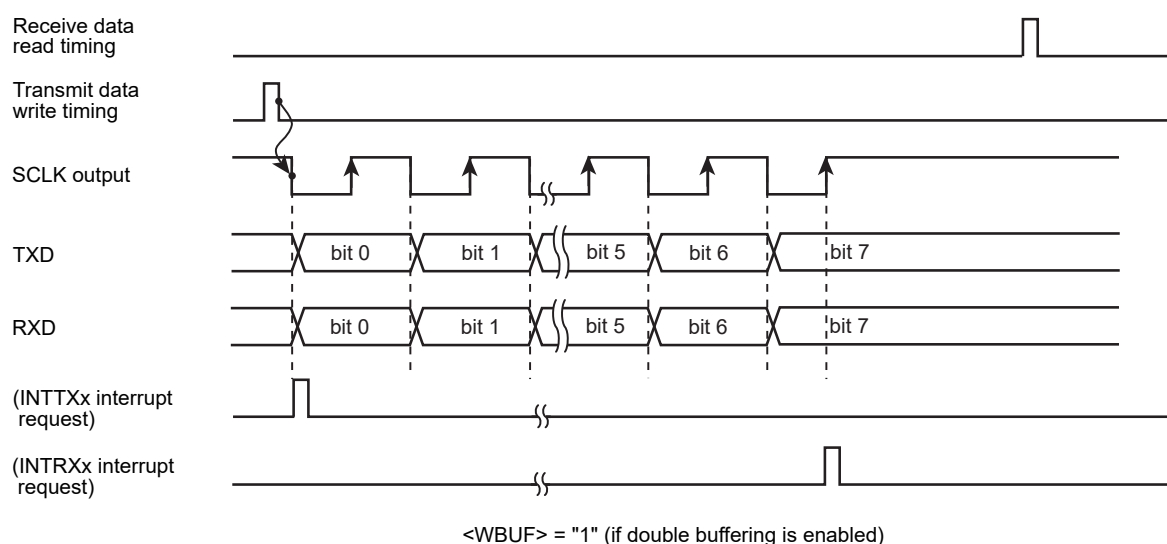 Receive data
read timing
Transmit data
write timing
SCLK output
TXD
bit 0
bit 1
bit 5
bit 6
bit 7
RXD
bit 0
bit 1
bit 5
bit 6
bit 7
(INTTXx interrupt
request)
(INTRXx interrupt
request)
<WBUF> = "1" (if double buffering is enabled)